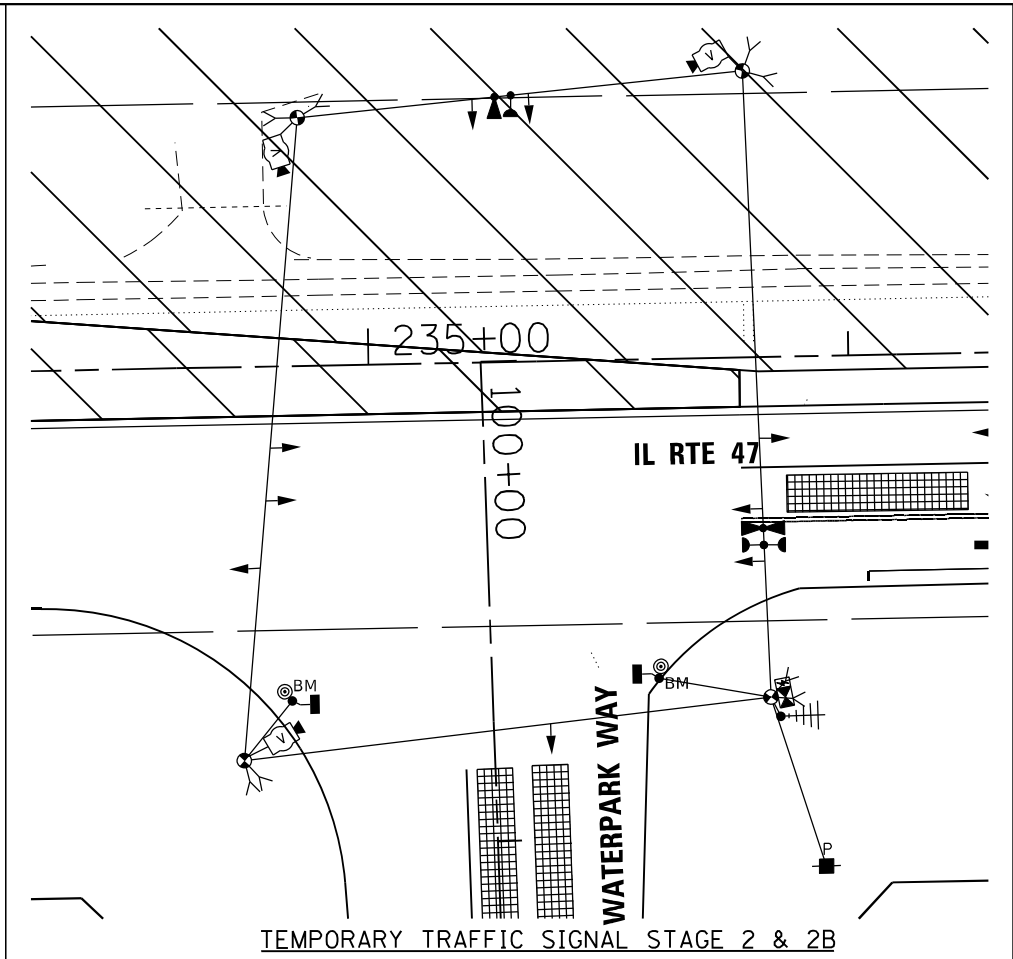 V
V
235+00
100+00
IL RTE 47
BM
BM
V
WATERPARK WAY
P
TEMPORARY TRAFFIC SIGNAL STAGE 2 & 2B